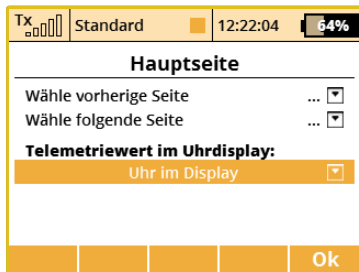 Tx Standard 12:22:04 64%
Hauptseite
Wähle vorherige Seite ...
Wähle folgende Seite ...
Telemetriewert im Uhrdisplay:
Uhr im Display
Ok